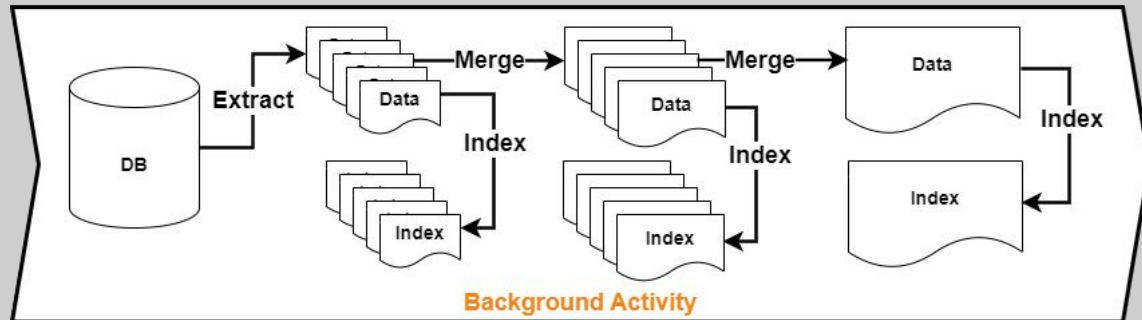 DB
Extract
Data
Index
Index
Merge
Data
Index
Index
Merge
Data
Index
Index
Background Activity